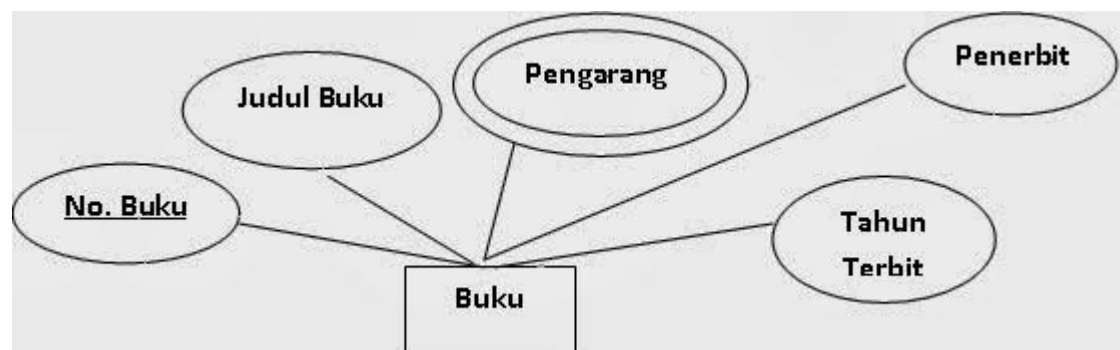 Penerbit
Pengarang
Judul Buku
No. Buku
Tahun
Terbit
Buku